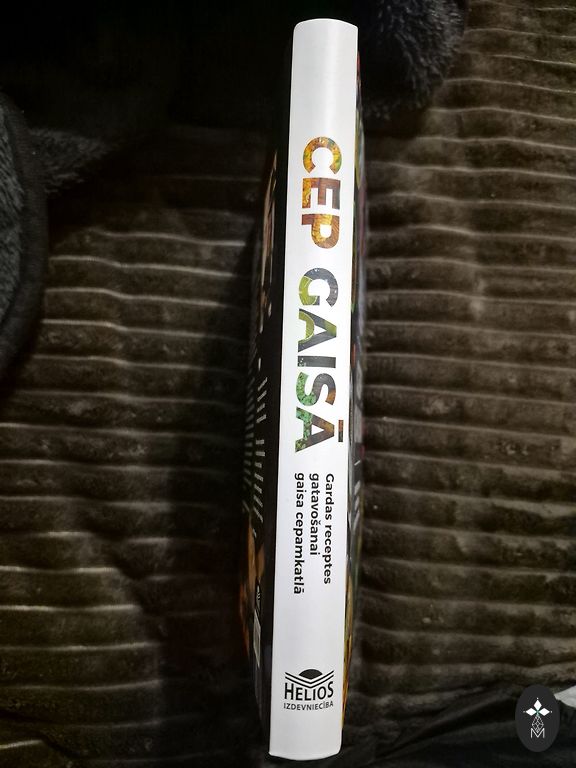 CEP GAISĀ
Gardas receptes
gatavošanai
gaisa cepamkatlā
HELIOS
IZDEVNIECĪBA
M